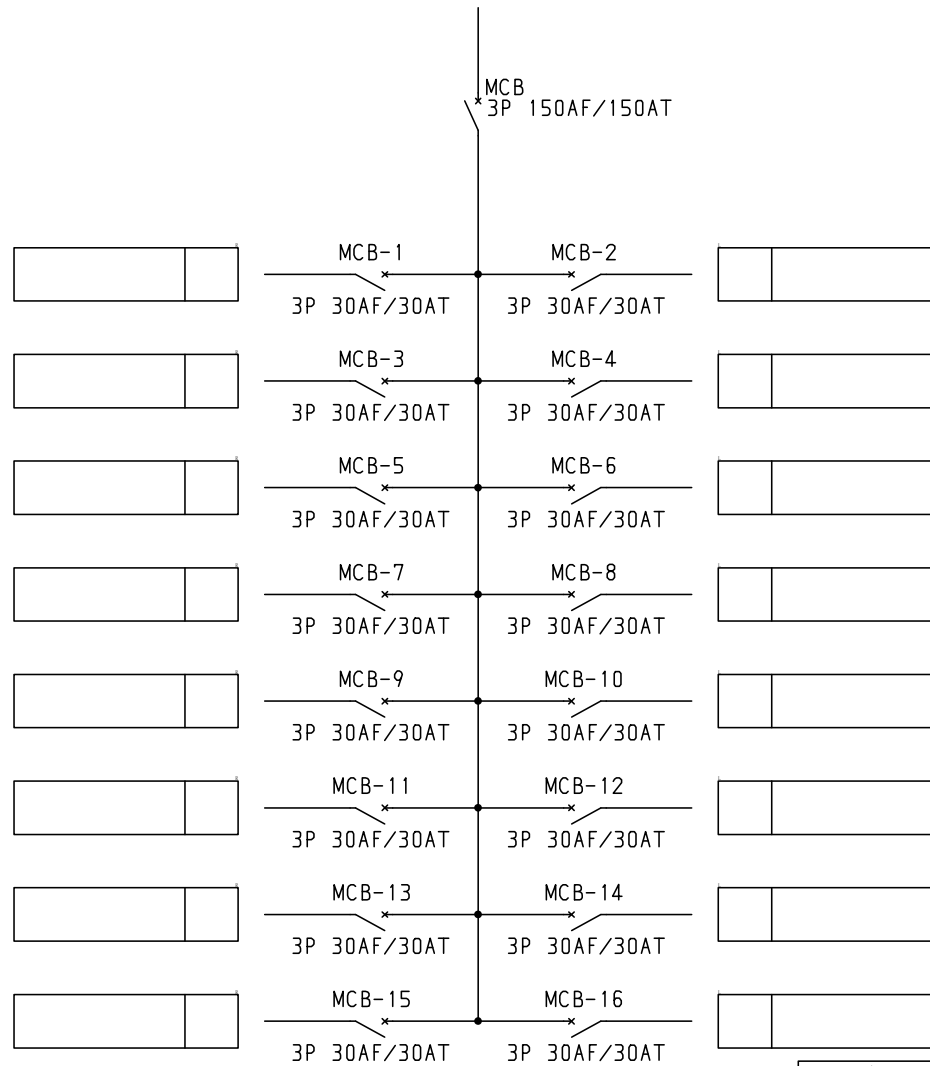 MCB
3P 150AF/150AT
MCB-1 MCB-2
3P 30AF/30AT 3P 30AF/30AT
MCB-3 MCB-4
3P 30AF/30AT 3P 30AF/30AT
MCB-5 MCB-6
3P 30AF/30AT 3P 30AF/30AT
MCB-7 MCB-8
3P 30AF/30AT 3P 30AF/30AT
MCB-9 MCB-10
3P 30AF/30AT 3P 30AF/30AT
MCB-11 MCB-12
3P 30AF/30AT 3P 30AF/30AT
MCB-13 MCB-14
3P 30AF/30AT 3P 30AF/30AT
MCB-15 MCB-16
3P 30AF/30AT 3P 30AF/30AT